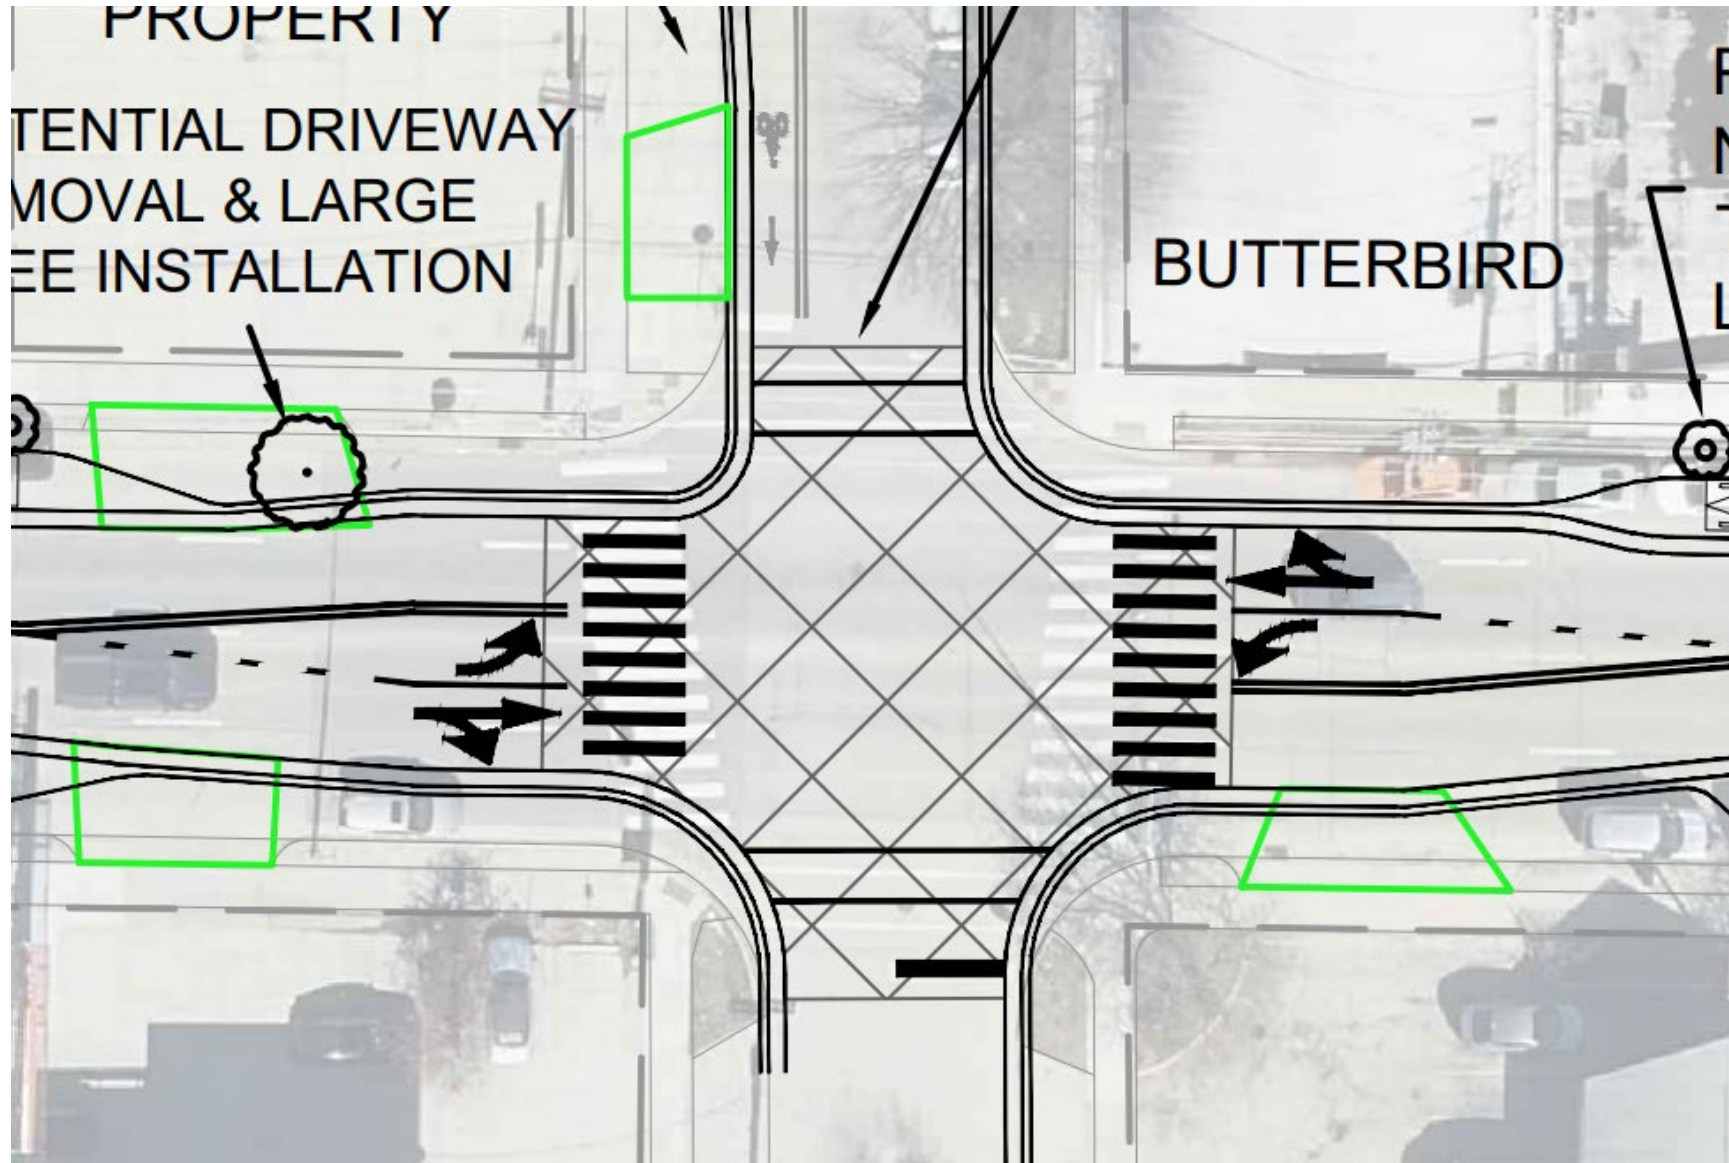 PROPERTY
TENTIAL DRIVEWAY
MOVAL & LARGE
EE INSTALLATION
BUTTERBIRD